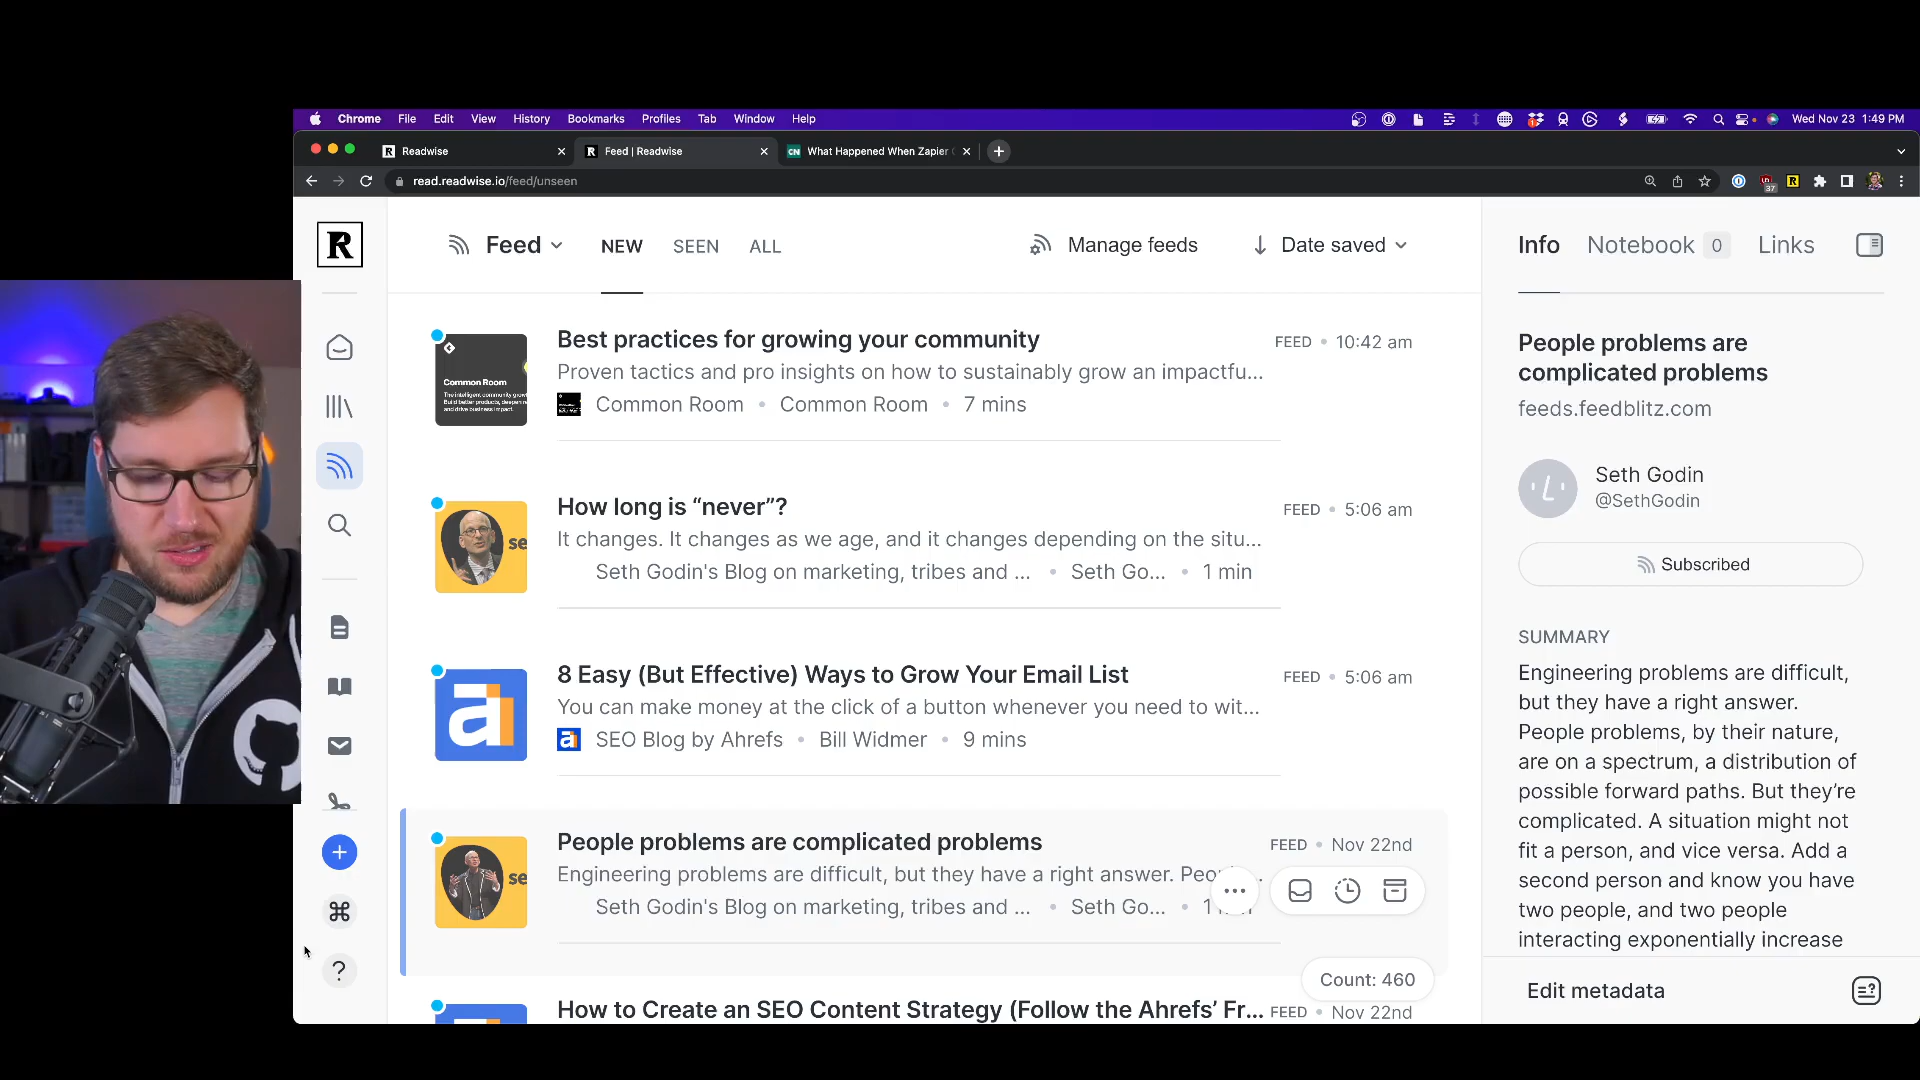 Chrome File Edit View History Bookmarks Profiles Tab Window Help
Wed Nov 23 1:49 PM
Readwise
Feed | Readwise
CN What Happened When Zapier
read.readwise.io/feed/unseen
37
R
Feed
NEW SEEN ALL
Manage feeds
Date saved
Info Notebook 0 Links
Best practices for growing your community
FEED • 10:42 am
Proven tactics and pro insights on how to sustainably grow an impactfu...
Common Room • Common Room • 7 mins
Common Room
How long is “never”?
FEED • 5:06 am
It changes. It changes as we age, and it changes depending on the situ...
Seth Godin's Blog on marketing, tribes and ... • Seth Go... • 1 min
se
8 Easy (But Effective) Ways to Grow Your Email List
FEED • 5:06 am
You can make money at the click of a button whenever you need to wit...
SEO Blog by Ahrefs • Bill Widmer • 9 mins
a
People problems are complicated problems
FEED • Nov 22nd
Engineering problems are difficult, but they have a right answer.
Seth Godin's Blog on marketing, tribes and ... • Seth Go... •
se
Count: 460
How to Create an SEO Content Strategy (Follow the Ahrefs’ Fr...
FEED • Nov 22nd
People problems are
complicated problems
feeds.feedblitz.com
Seth Godin
@SethGodin
Subscribed
SUMMARY
Engineering problems are difficult,
but they have a right answer.
People problems, by their nature,
are on a spectrum, a distribution of
possible forward paths. But they’re
complicated. A situation might not
fit a person, and vice versa. Add a
second person and know you have
two people, and two people
interacting exponentially increase
Edit metadata